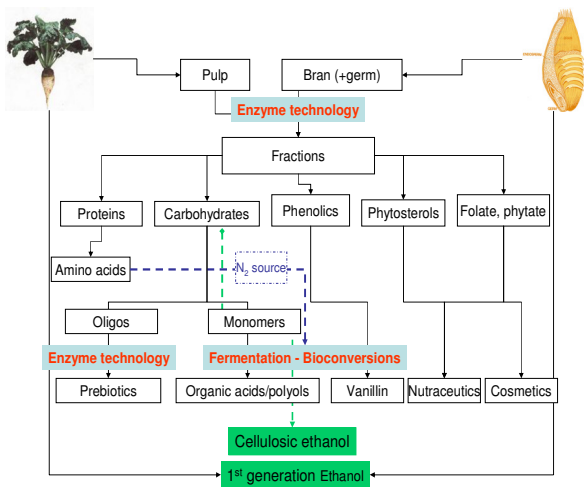 Pulp
Bran (+germ)
Enzyme technology
Fractions
Proteins
Carbohydrates
Phenolics
Phytosterols
Folate, phytate
Amino acids
N2 source
Oligos
Monomers
Enzyme technology
Fermentation - Bioconversions
Prebiotics
Organic acids/polyols
Vanillin
Nutraceutics
Cosmetics
Cellulosic ethanol
1st generation Ethanol